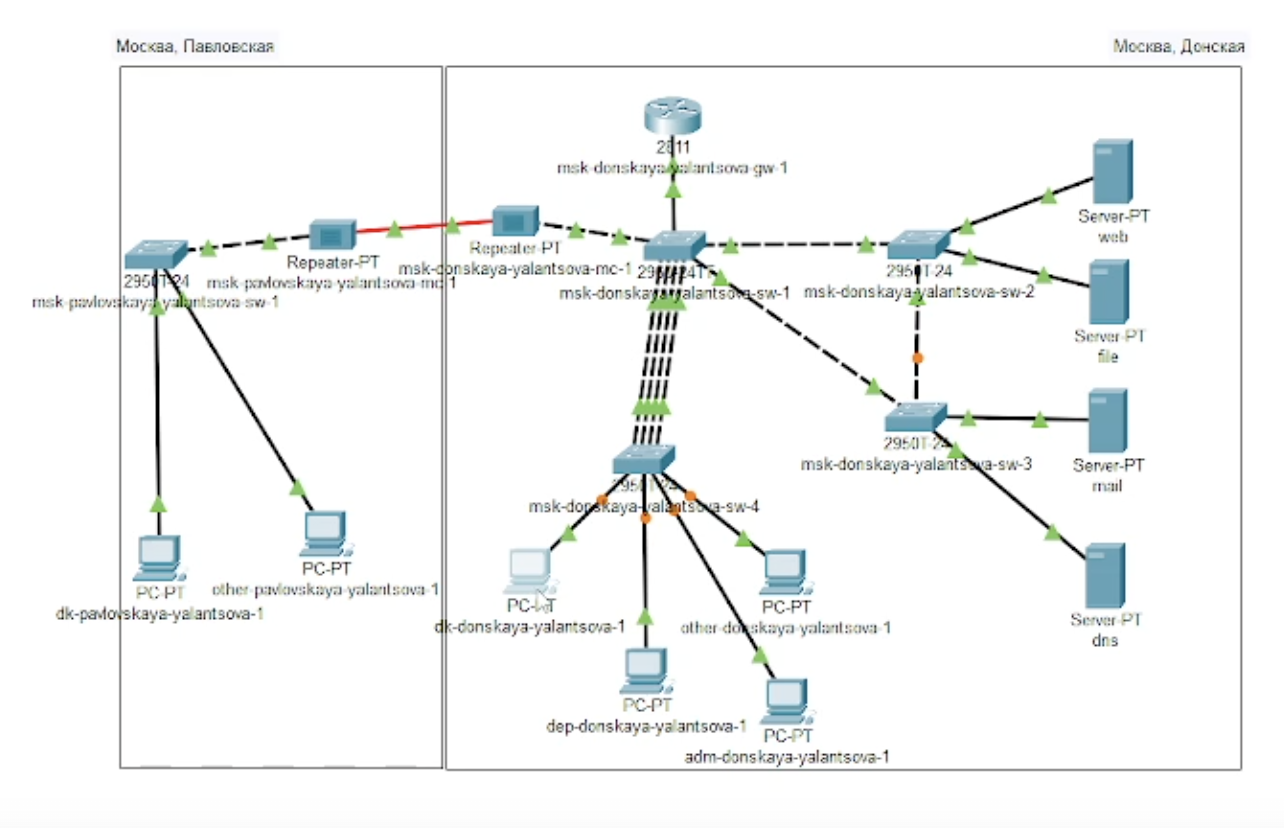 Москва, Павловская
Москва, Донская
2811
msk-donskaya-yalantsova-gw-1
Server-PT
web
Repeater-PT
msk-pavlovskaya-yalantsova-mc-1
Repeater-PT
msk-donskaya-yalantsova-mc-1
2950T-24
msk-pavlovskaya-yalantsova-sw-1
msk-donskaya-yalantsova-sw-1
2950T-24
msk-donskaya-yalantsova-sw-2
Server-PT
file
2950T-24
msk-donskaya-yalantsova-sw-3
Server-PT
mail
2950T-24
msk-donskaya-yalantsova-sw-4
PC-PT
dk-pavlovskaya-yalantsova-1
PC-PT
other-pavlovskaya-yalantsova-1
PC-PT
dk-donskaya-yalantsova-1
PC-PT
other-donskaya-yalantsova-1
Server-PT
dns
PC-PT
dep-donskaya-yalantsova-1
PC-PT
adm-donskaya-yalantsova-1